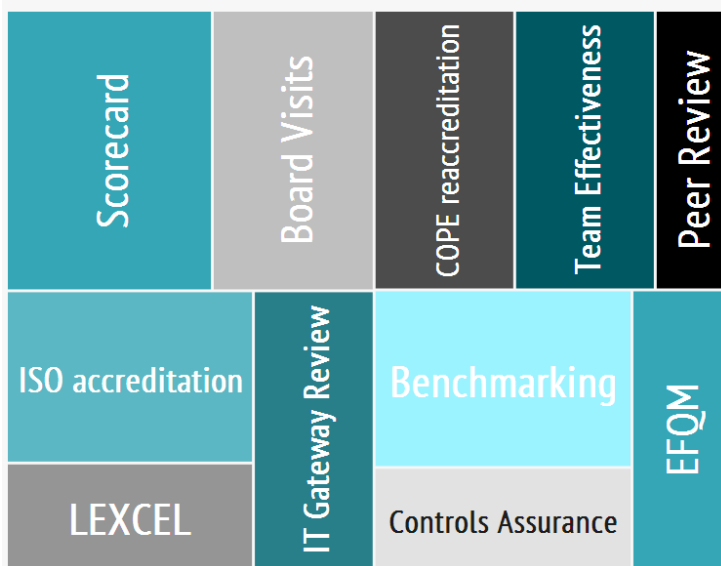 Scorecard
Board Visits
COPE reaccreditation
Team Effectiveness
Peer Review
ISO accreditation
IT Gateway Review
Benchmarking
EFQM
LEXCEL
Controls Assurance